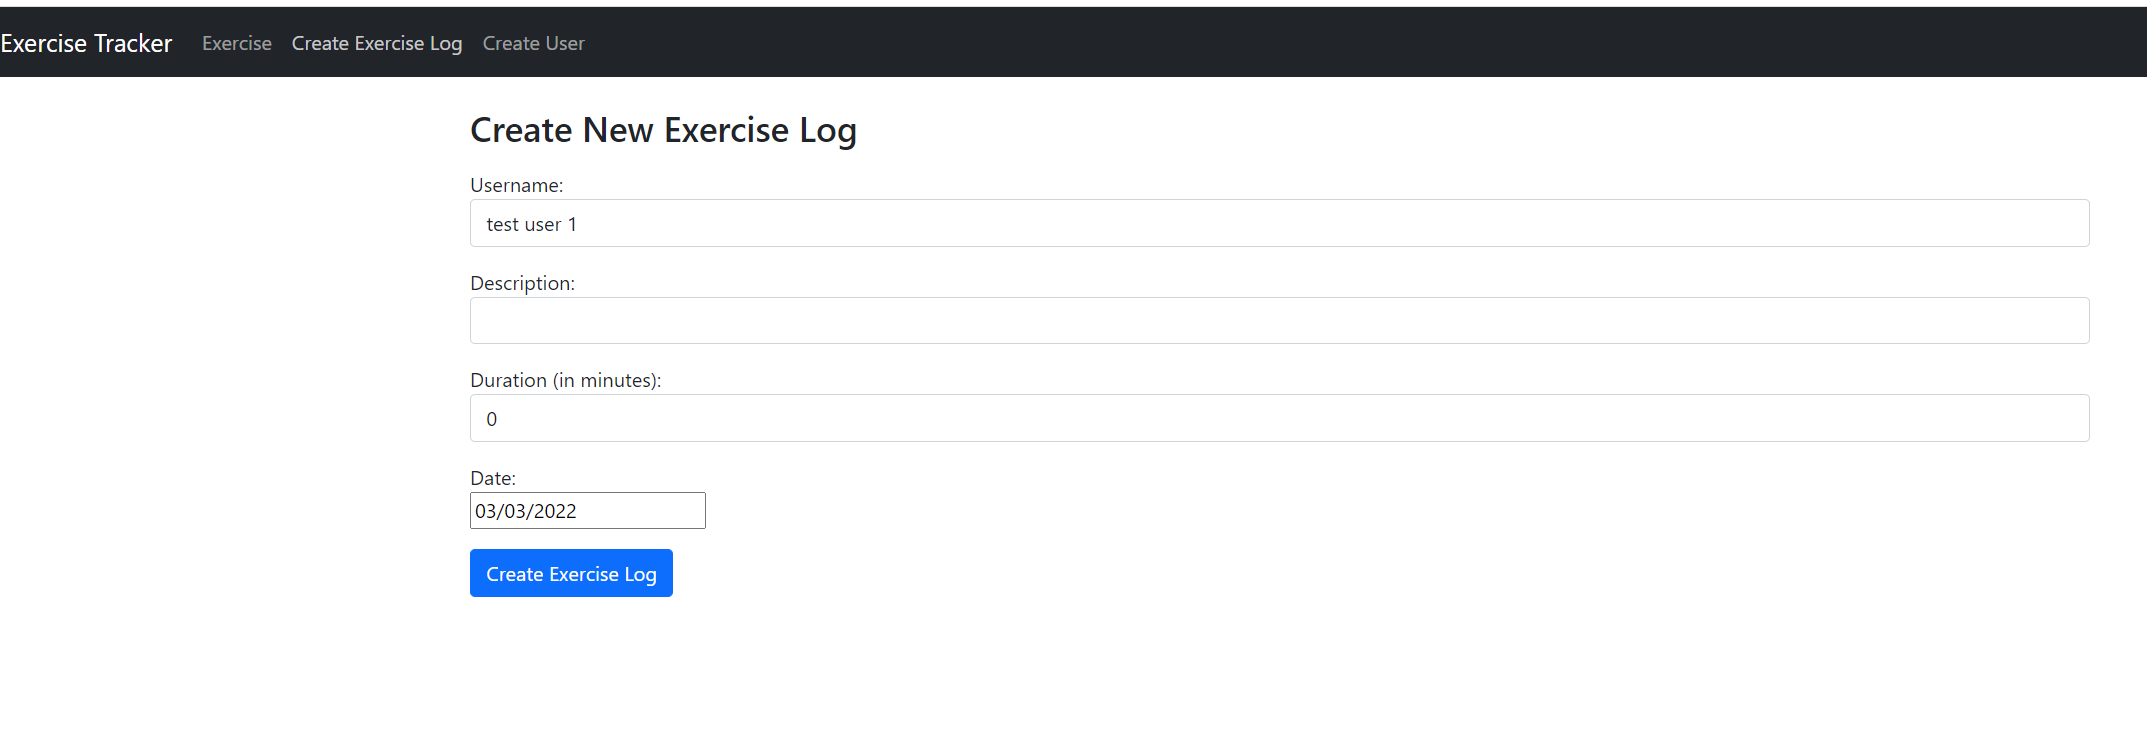 Exercise Tracker Exercise Create Exercise Log Create User
Create New Exercise Log
Username:
test user 1
Description:
Duration (in minutes):
0
Date:
03/03/2022
Create Exercise Log